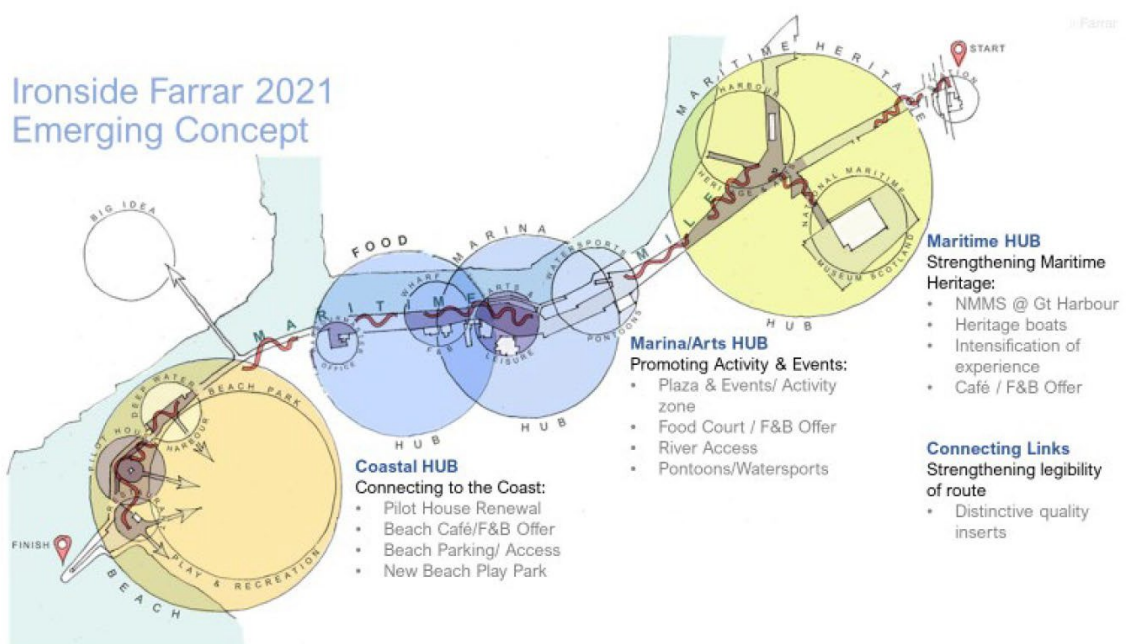 Farrar
Ironside Farrar 2021
Emerging Concept
START
STATION
MARITIME HERITAGE
HARBOUR
HERITAGE &
NATIONAL MARITIME
MUSEUM SCOTLAND
HUB
BIG IDEA
FOOD
MARINA
WATERSPORTS
PONTOONS
WHARF
F&B
ARTS &
LEISURE
OFFICE
MARITIME MILE
HUB
HUB
DEEP WATER
HARBOUR
BEACH PARK
PILOT HOUSE
PLAY & RECREATION
BEACH
FINISH
Maritime HUB
Strengthening Maritime
Heritage:
• NMMS @ Gt Harbour
• Heritage boats
• Intensification of
experience
• Café / F&B Offer
Marina/Arts HUB
Promoting Activity & Events:
• Plaza & Events/ Activity
zone
• Food Court / F&B Offer
• River Access
• Pontoons/Watersports
Connecting Links
Strengthening legibility
of route
• Distinctive quality
inserts
Coastal HUB
Connecting to the Coast:
• Pilot House Renewal
• Beach Café/F&B Offer
• Beach Parking/ Access
• New Beach Play Park